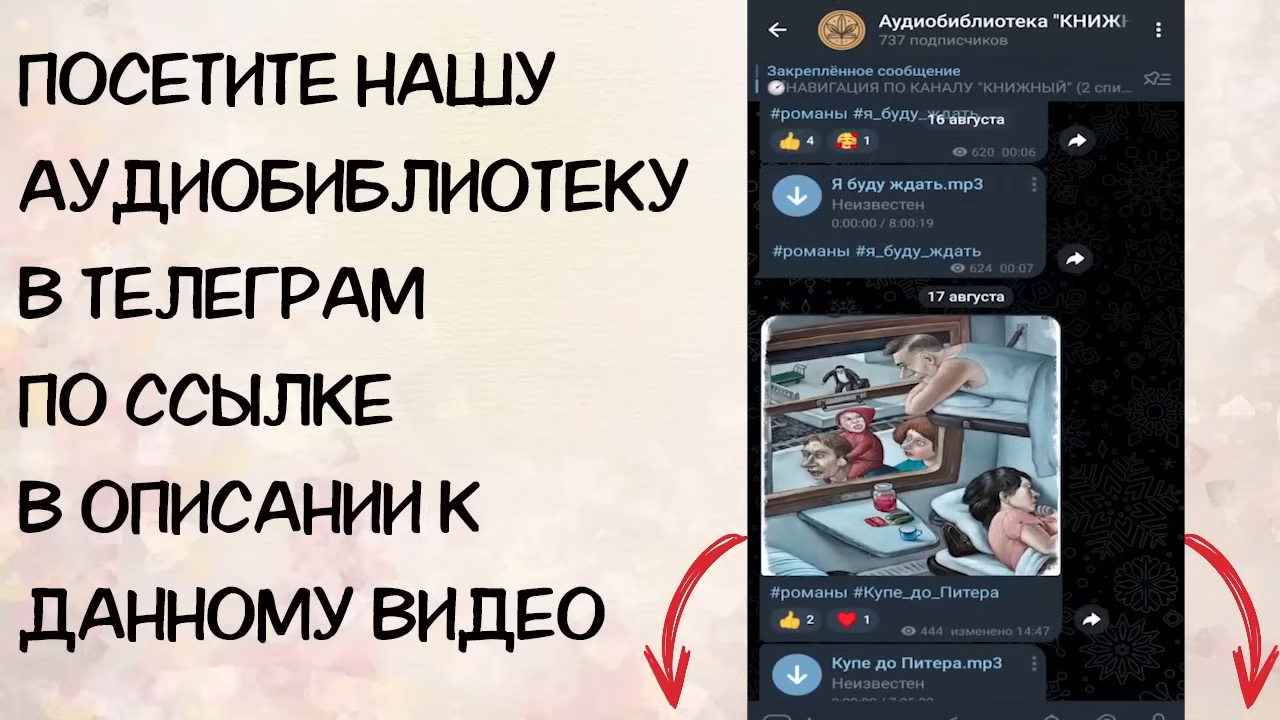 ПОСЕТИТЕ НАШУ
АУДИОБИБЛИОТЕКУ
В ТЕЛЕГРАМ
ПО ССЫЛКЕ
В ОПИСАНИИ К
ДАННОМУ ВИДЕО
Аудиобиблиотека "КНИЖН
737 подписчиков
Закреплённое сообщение
НАВИГАЦИЯ ПО КАНАЛУ "КНИЖНЫЙ" (2 спи...
#романы #я_буду_ждать
16 августа
4 1
620 00:06
Я буду ждать.mp3
Неизвестен
0:00:00 / 8:00:19
#романы #я_буду_ждать
624 00:07
17 августа
#романы #Купе_до_Питера
2 1
444 изменено 14:47
Купе до Питера.mp3
Неизвестен